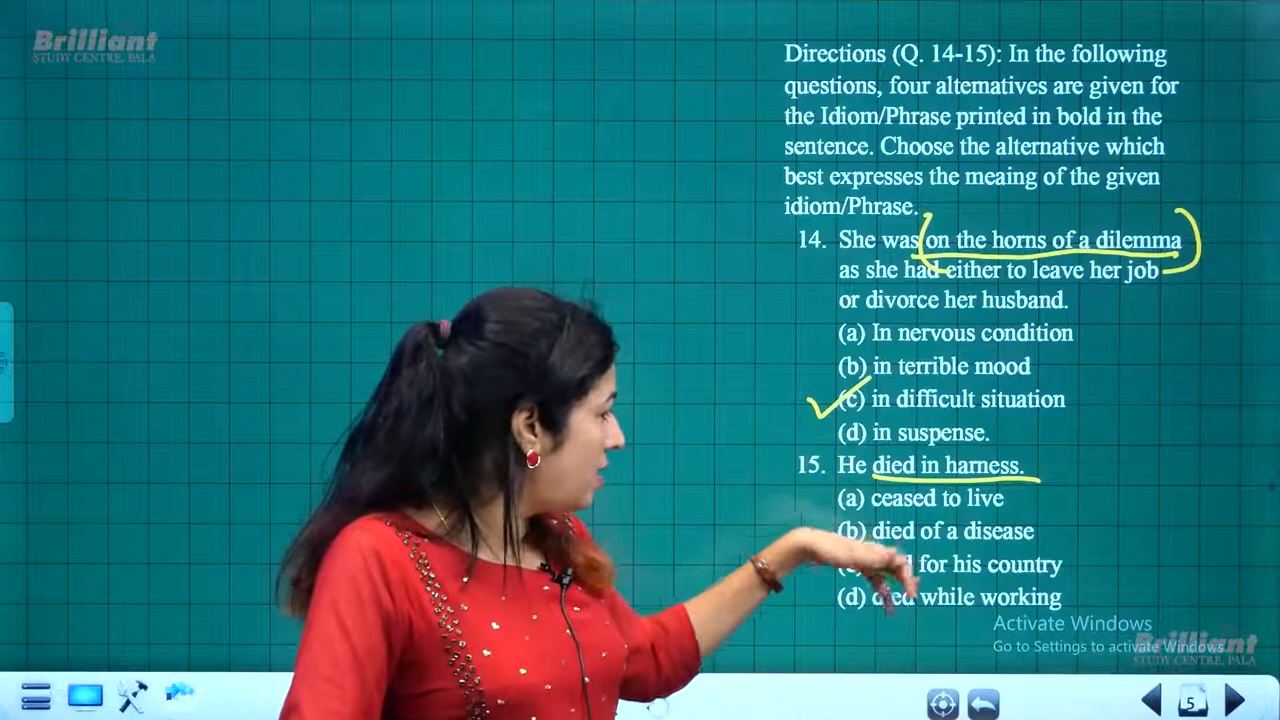 Brilliant
STUDY CENTRE, PALA
Directions (Q. 14-15): In the following
questions, four altematives are given for
the Idiom/Phrase printed in bold in the
sentence. Choose the alternative which
best expresses the meaing of the given
idiom/Phrase.
14. She was on the horns of a dilemma
as she had either to leave her job
or divorce her husband.
(a) In nervous condition
(b) in terrible mood
(c) in difficult situation
(d) in suspense.
15. He died in harness.
(a) ceased to live
(b) died of a disease
for his country
(d) died while working
Activate Windows
Go to Settings to activate Windows.
Brilliant
STUDY CENTRE, PALA
5